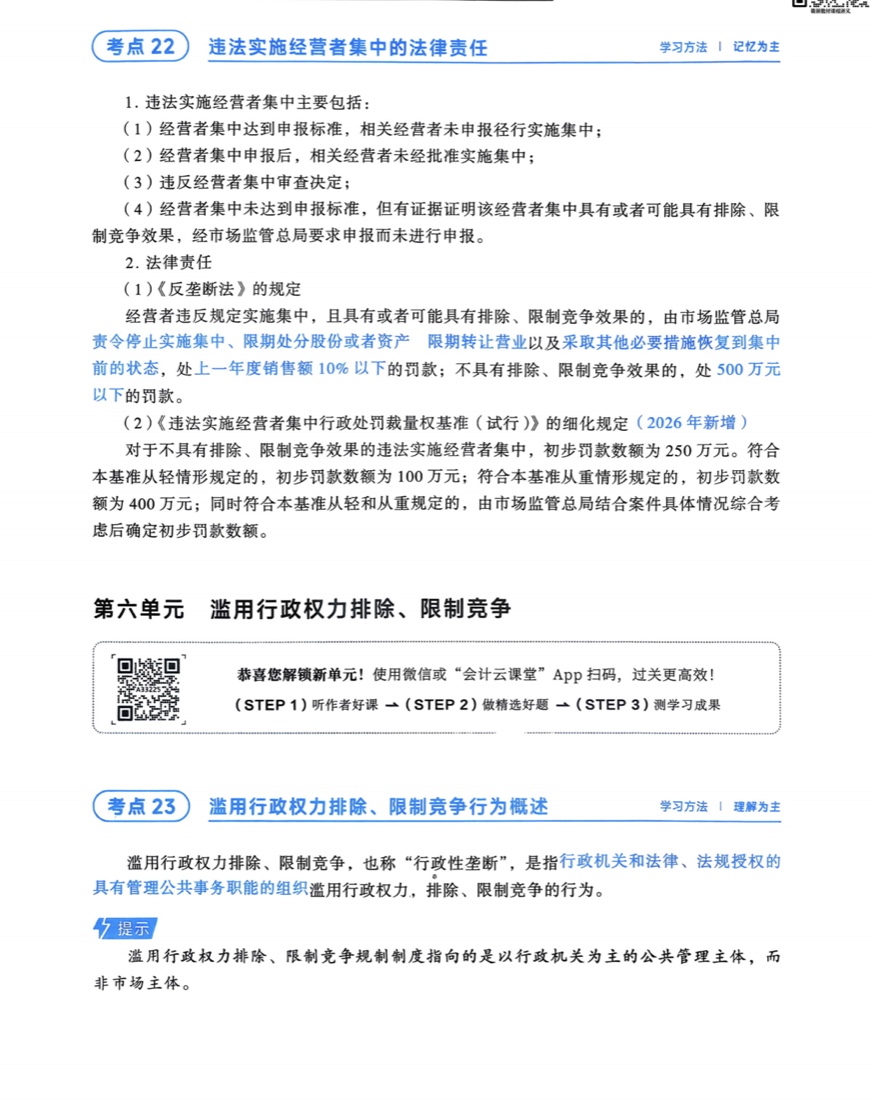 考点 22 违法实施经营者集中的法律责任 学习方法 | 记忆为主
1. 违法实施经营者集中主要包括：
（1）经营者集中达到申报标准，相关经营者未申报径行实施集中；
（2）经营者集中申报后，相关经营者未经批准实施集中；
（3）违反经营者集中审查决定；
（4）经营者集中未达到申报标准，但有证据证明该经营者集中具有或者可能具有排除、限
制竞争效果，经市场监管总局要求申报而未进行申报。
2. 法律责任
（1）《反垄断法》的规定
经营者违反规定实施集中，且具有或者可能具有排除、限制竞争效果的，由市场监管总局
责令停止实施集中、限期处分股份或者资产 限期转让营业以及采取其他必要措施恢复到集中
前的状态，处上一年度销售额 10% 以下的罚款；不具有排除、限制竞争效果的，处 500 万元
以下的罚款。
（2）《违法实施经营者集中行政处罚裁量权基准（试行）》的细化规定（2026 年新增）
对于不具有排除、限制竞争效果的违法实施经营者集中，初步罚款数额为 250 万元。符合
本基准从轻情形规定的，初步罚款数额为 100 万元；符合本基准从重情形规定的，初步罚款数
额为 400 万元；同时符合本基准从轻和从重规定的，由市场监管总局结合案件具体情况综合考
虑后确定初步罚款数额。
第六单元 滥用行政权力排除、限制竞争
恭喜您解锁新单元！使用微信或“会计云课堂”App 扫码，过关更高效！
（STEP 1）听作者好课 →（STEP 2）做精选好题 →（STEP 3）测学习成果
考点 23 滥用行政权力排除、限制竞争行为概述 学习方法 | 理解为主
滥用行政权力排除、限制竞争，也称“行政性垄断”，是指行政机关和法律、法规授权的
具有管理公共事务职能的组织滥用行政权力，排除、限制竞争的行为。
提示
滥用行政权力排除、限制竞争规制制度指向的是以行政机关为主的公共管理主体，而
非市场主体。